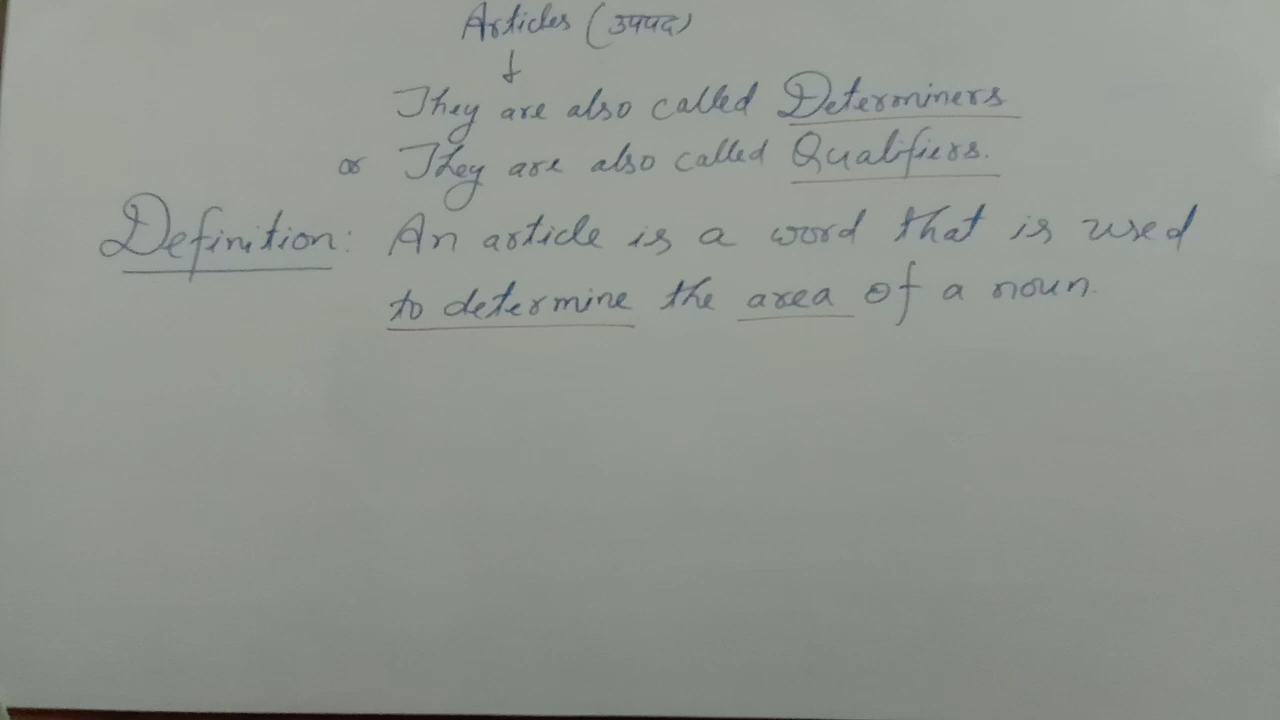 Articles (उपपद)
↓
They are also called Determiners
or They are also called Qualifiers.
Definition: An article is a word that is used
to determine the area of a noun.